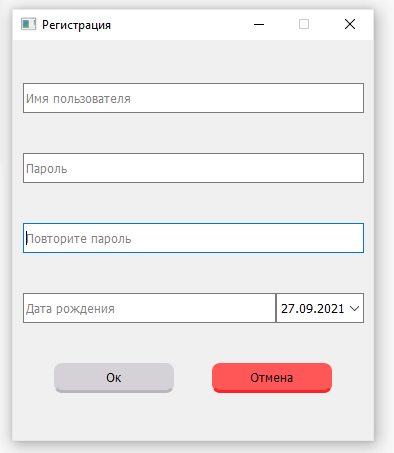 Регистрация
Имя пользователя
Пароль
Повторите пароль
Дата рождения 27.09.2021
Ок Отмена